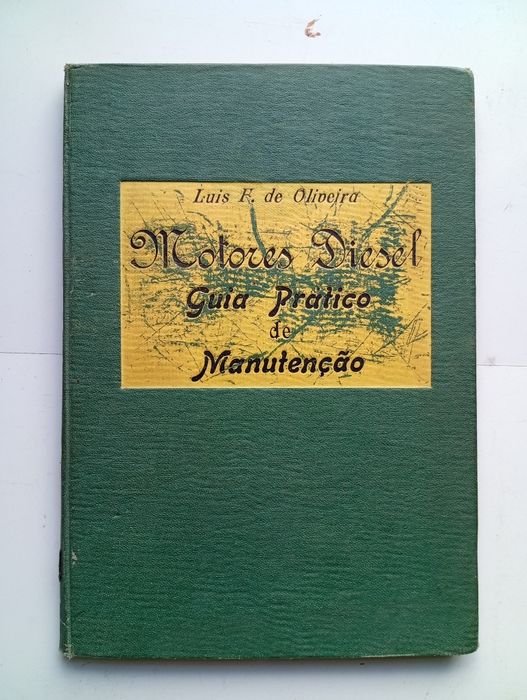 Luis F. de Oliveira
Motores Diesel
Guia Prático
de
Manutenção